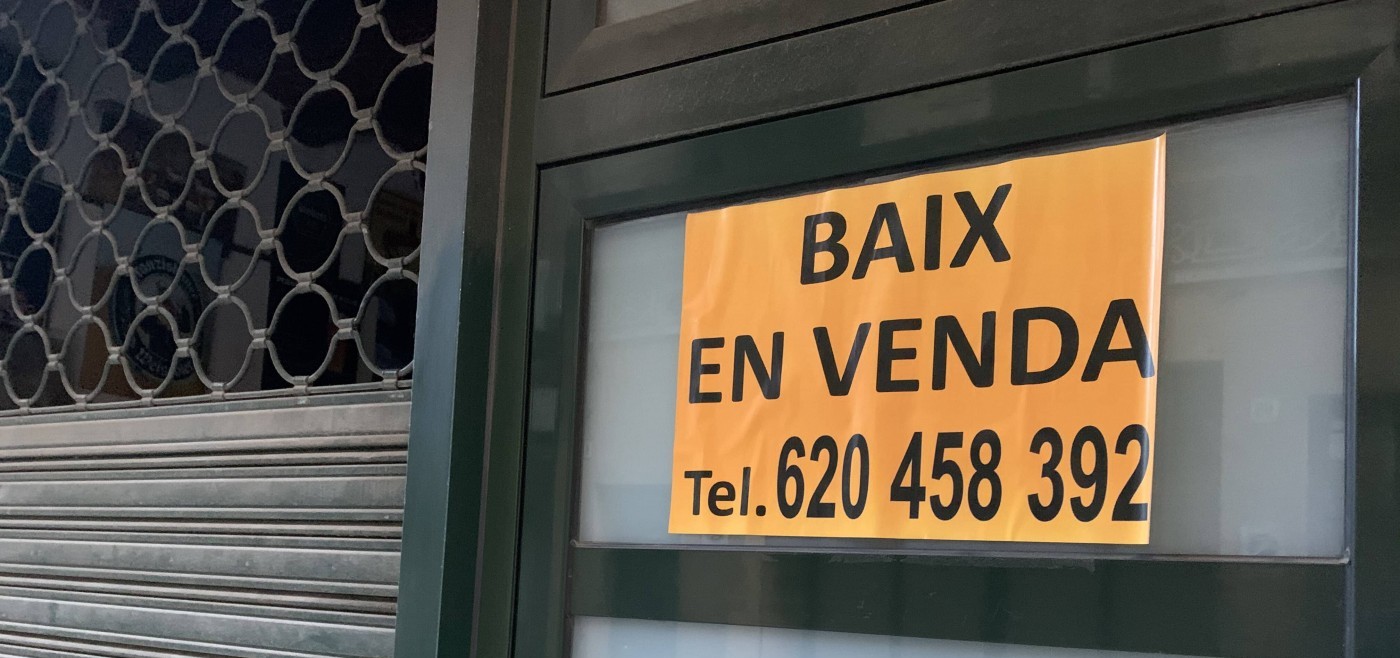 BAIX
EN VENDA
Tel. 620 458 392